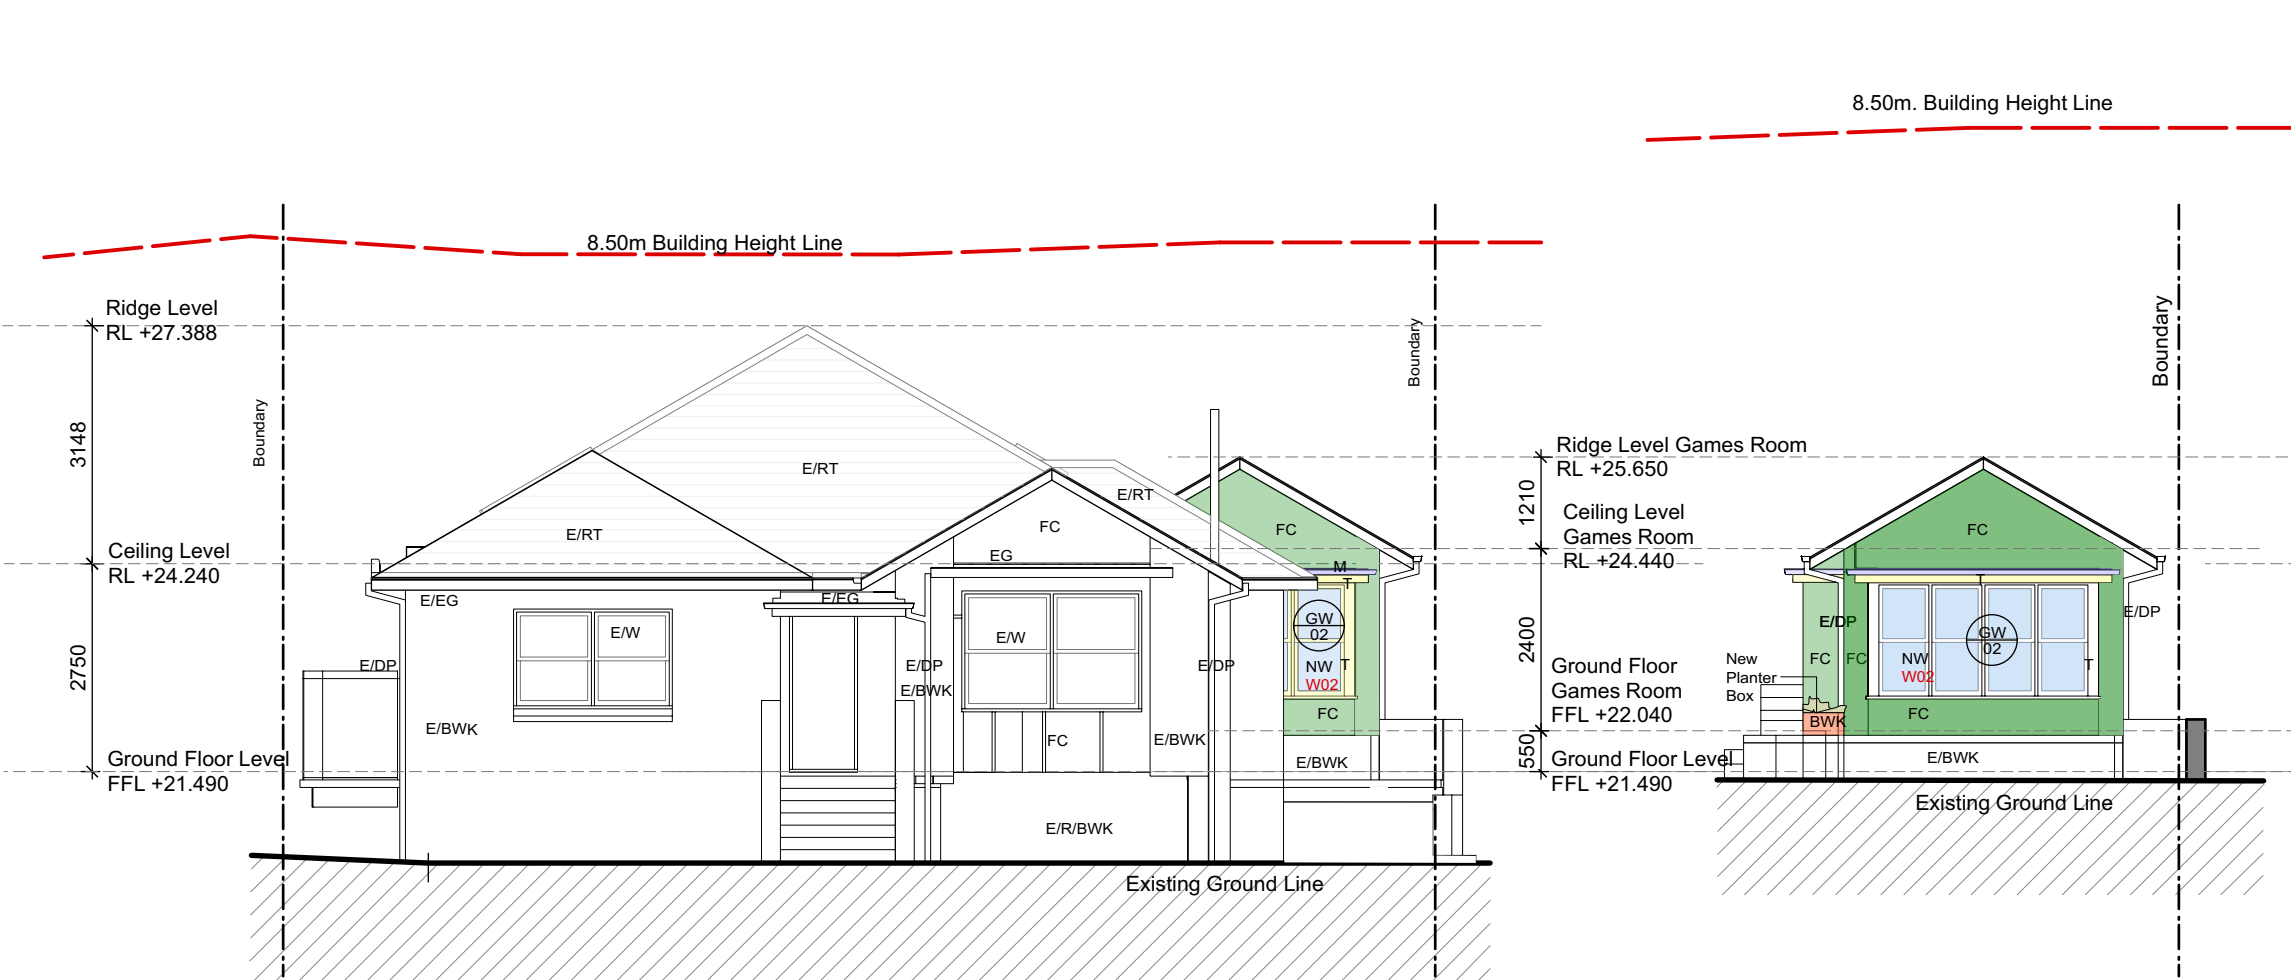 8.50m. Building Height Line
8.50m Building Height Line
Ridge Level
RL +27.388
Boundary
Boundary
Boundary
3148
E/RT
E/RT
E/RT
Ridge Level Games Room
RL +25.650
1210
Ceiling Level
Games Room
RL +24.440
FC
EG
FC
M
T
FC
Ceiling Level
RL +24.240
E/EG
E/EG
E/W
E/W
GW
02
NW
T
W02
FC
2400
2750
E/DP
E/DP
E/DP
E/BWK
E/BWK
E/BWK
FC
E/BWK
Ground Floor
Games Room
FFL +22.040
550
Ground Floor Level
FFL +21.490
Ground Floor Level
FFL +21.490
E/R/BWK
Existing Ground Line
T
E/DP
E/DP
GW
02
New
Planter
Box
FC
FC
NW
W02
T
BWK
FC
E/BWK
Existing Ground Line